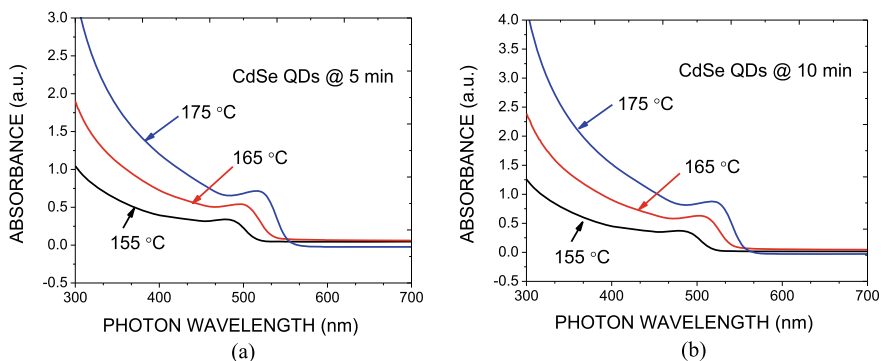 3.0
2.5
2.0
1.5
1.0
0.5
0.0
-0.5
ABSORBANCE (a.u.)
CdSe QDs @ 5 min
175 °C
165 °C
155 °C
300 400 500 600 700
PHOTON WAVELENGTH (nm)
(a)
4.0
3.5
3.0
2.5
2.0
1.5
1.0
0.5
0.0
-0.5
ABSORBANCE (a.u.)
CdSe QDs @ 10 min
175 °C
165 °C
155 °C
300 400 500 600 700
PHOTON WAVELENGTH (nm)
(b)